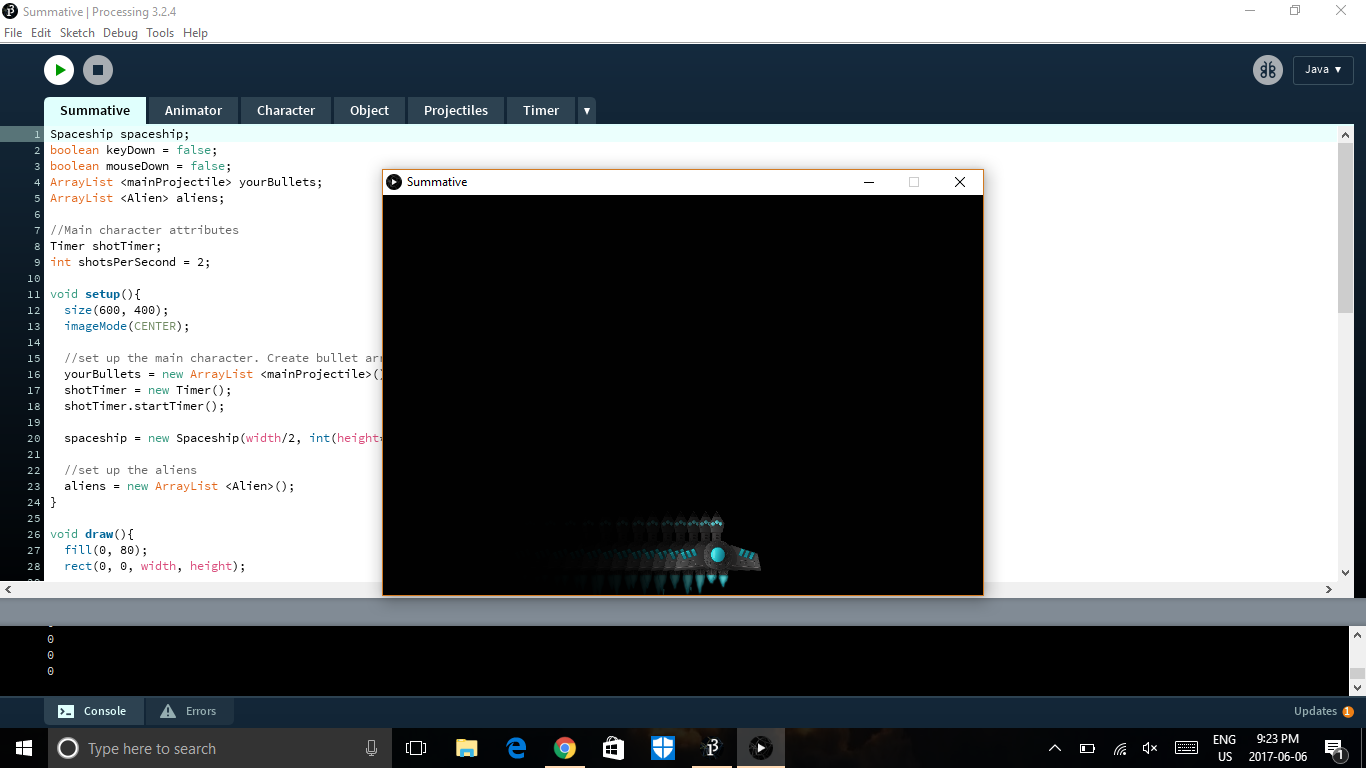 Summative | Processing 3.2.4
File Edit Sketch Debug Tools Help
Java ▾
Summative Animator Character Object Projectiles Timer ▾
1 Spaceship spaceship;
2 boolean keyDown = false;
3 boolean mouseDown = false;
4 ArrayList <mainProjectile> yourBullets;
5 ArrayList <Alien> aliens;
6
7 //Main character attributes
8 Timer shotTimer;
9 int shotsPerSecond = 2;
10
11 void setup(){
12 size(600, 400);
13 imageMode(CENTER);
14
15 //set up the main character. Create bullet
16 yourBullets = new ArrayList <mainProjectile>()
17 shotTimer = new Timer();
18 shotTimer.startTimer();
19
20 spaceship = new Spaceship(width/2, int(height
21
22 //set up the aliens
23 aliens = new ArrayList <Alien>();
24 }
25
26 void draw(){
27 fill(0, 80);
28 rect(0, 0, width, height);
Summative
0
0
0
Console Errors
Updates 1
Type here to search
ENG
US
9:23 PM
2017-06-06
1